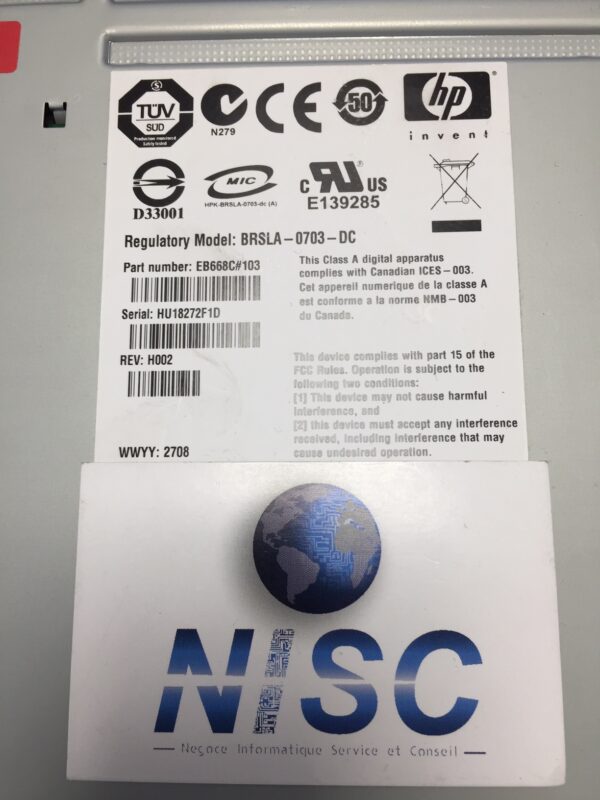 TÜV
SÜD
Production monitored
Safety tested
N279
CE
50
hp
invent
D33001
MIC
HPK-BRSLA-0703-dc (A)
C RU US
E139285
Regulatory Model: BRSLA-0703-DC
Part number: EB668C#103
Serial: HU18272F1D
REV: H002
WWYY: 2708
This Class A digital apparatus
complies with Canadian ICES-003.
Cet appareil numerique de la classe A
est conforme a la norme NMB-003
du Canada.
This device complies with part 15 of the
FCC Rules. Operation is subject to the
following two conditions:
[1] This device may not cause harmful
interference, and
[2] this device must accept any interference
received, including interference that may
cause undesired operation.
NISC
Negoce Informatique Service et Conseil